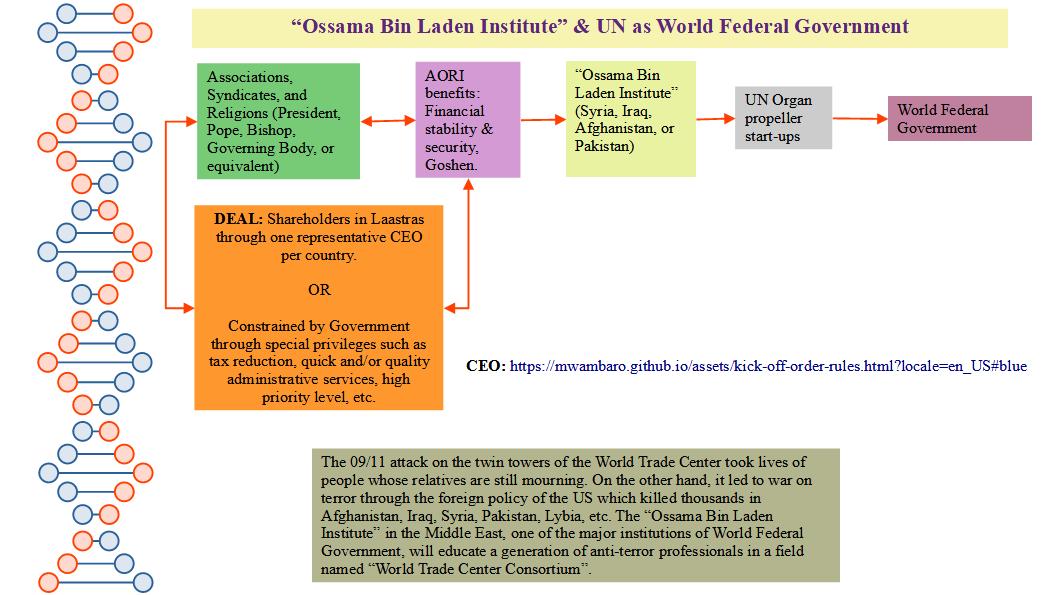 “Ossama Bin Laden Institute” & UN as World Federal Government
Associations,
Syndicates, and
Religions (President,
Pope, Bishop,
Governing Body, or
equivalent)
AORI
benefits:
Financial
stability &
security,
Goshen.
“Ossama Bin
Laden Institute”
(Syria, Iraq,
Afghanistan, or
Pakistan)
UN Organ
propeller
start-ups
World Federal
Government
DEAL: Shareholders in Laastras
through one representative CEO
per country.
OR
Constrained by Government
through special privileges such as
tax reduction, quick and/or quality
administrative services, high
priority level, etc.
CEO: https://mwambaro.github.io/assets/kick-off-order-rules.html?locale=en_US#blue
The 09/11 attack on the twin towers of the World Trade Center took lives of
people whose relatives are still mourning. On the other hand, it led to war on
terror through the foreign policy of the US which killed thousands in
Afghanistan, Iraq, Syria, Pakistan, Lybia, etc. The “Ossama Bin Laden
Institute” in the Middle East, one of the major institutions of World Federal
Government, will educate a generation of anti-terror professionals in a field
named “World Trade Center Consortium”.